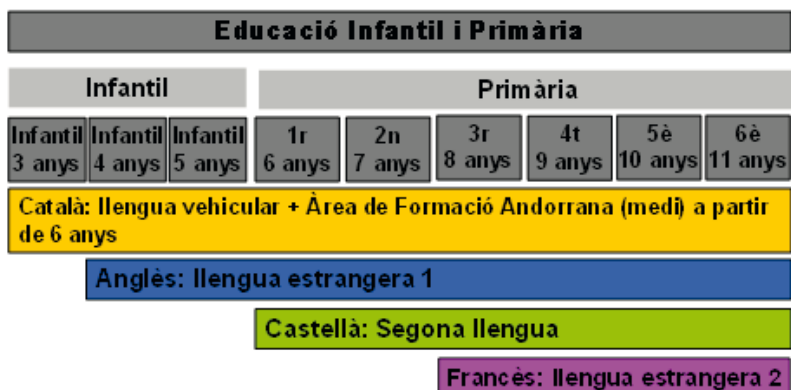 Educació Infantil i Primària
Infantil
Primària
Infantil 3 anys
Infantil 4 anys
Infantil 5 anys
1r 6 anys
2n 7 anys
3r 8 anys
4t 9 anys
5è 10 anys
6è 11 anys
Català: llengua vehicular + Àrea de Formació Andorrana (medi) a partir
de 6 anys
Anglès: llengua estrangera 1
Castellà: Segona llengua
Francès: llengua estrangera 2